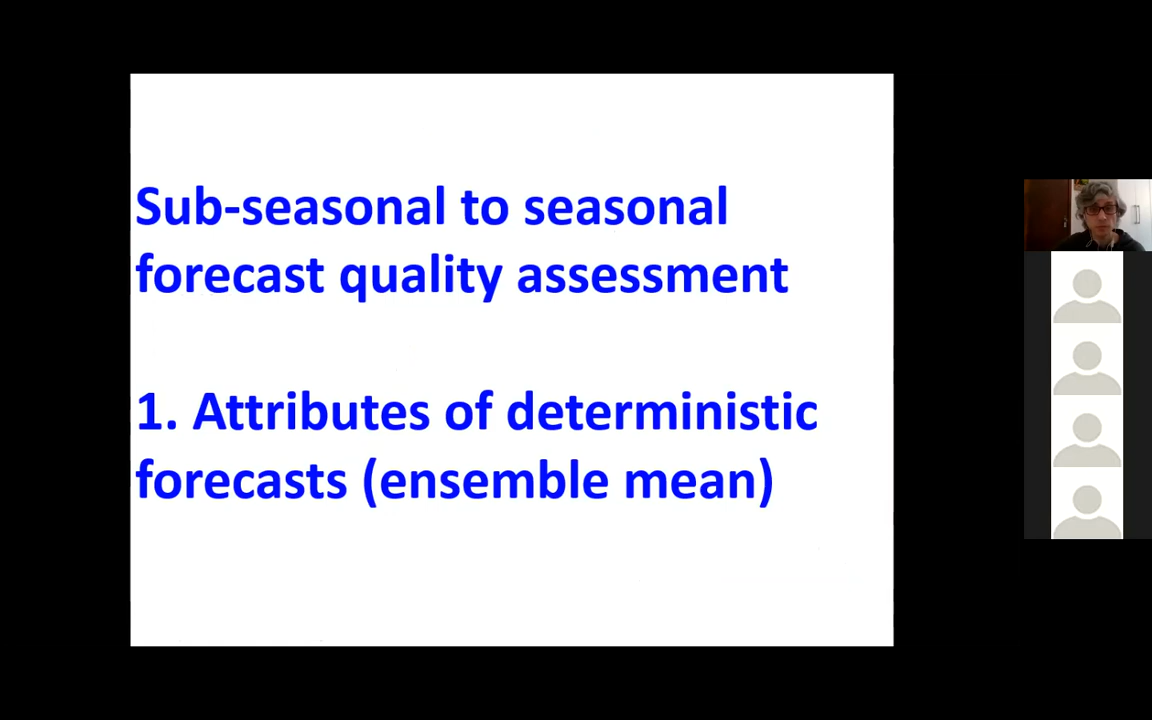 Sub-seasonal to seasonal
forecast quality assessment
1. Attributes of deterministic
forecasts (ensemble mean)